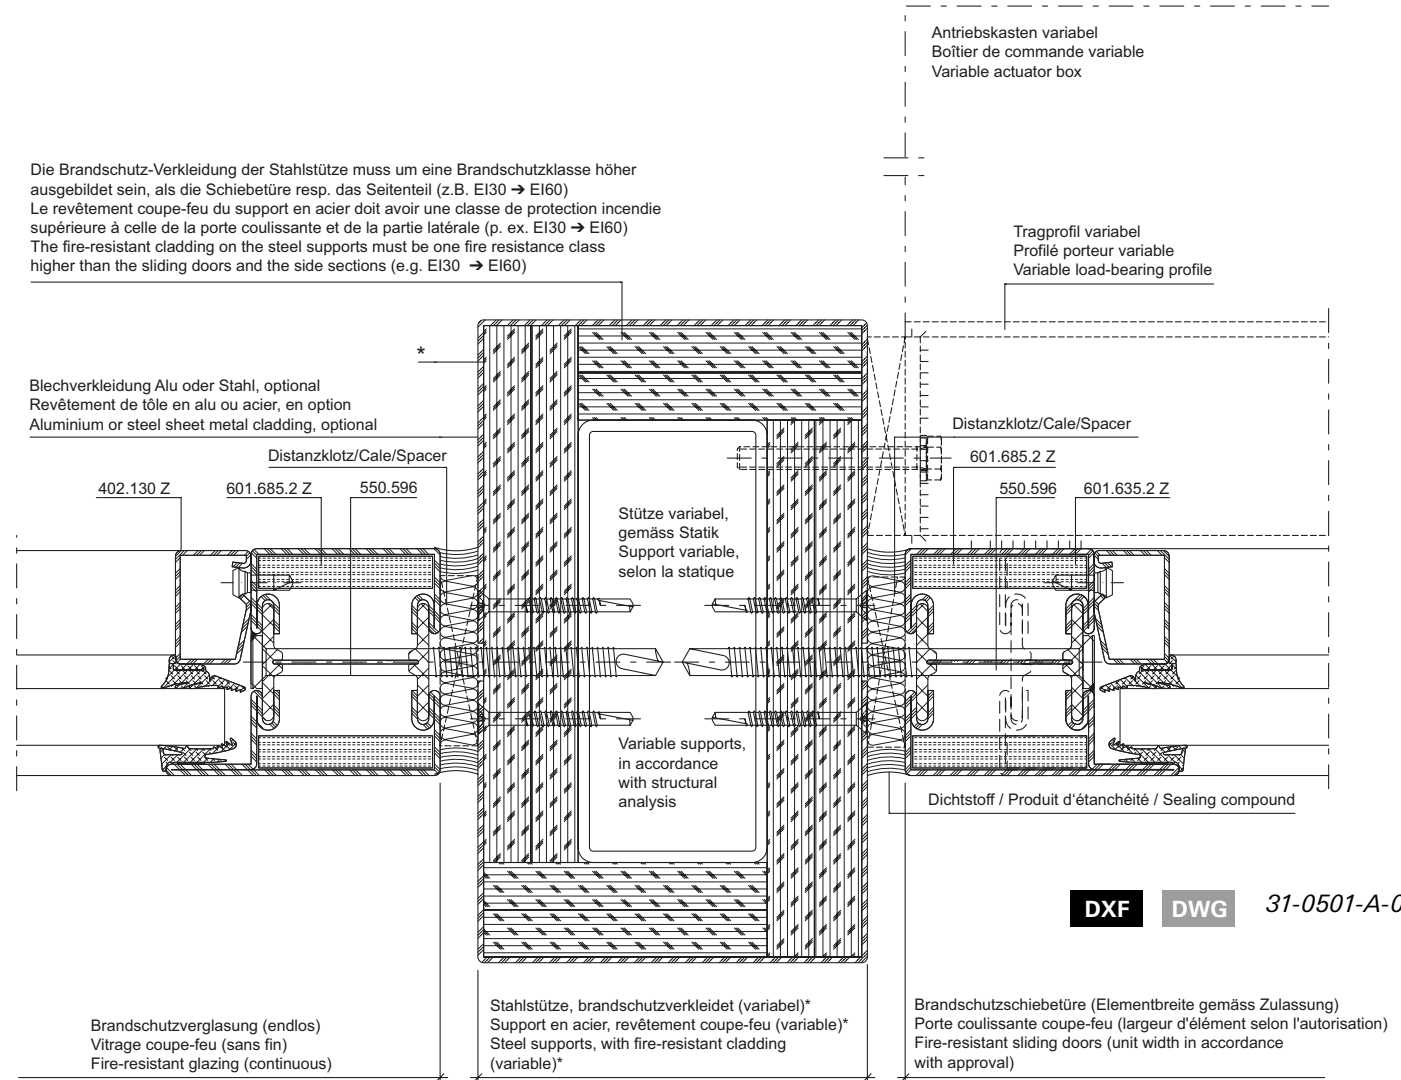 Antriebskasten variabel
Boîtier de commande variable
Variable actuator box
Die Brandschutz-Verkleidung der Stahlstütze muss um eine Brandschutzklasse höher
ausgebildet sein, als die Schiebetüre resp. das Seitenteil (z.B. EI30 ➔ EI60)
Le revêtement coupe-feu du support en acier doit avoir une classe de protection incendie
supérieure à celle de la porte coulissante et de la partie latérale (p. ex. EI30 ➔ EI60)
The fire-resistant cladding on the steel supports must be one fire resistance class
higher than the sliding doors and the side sections (e.g. EI30 ➔ EI60)
Tragprofil variabel
Profilé porteur variable
Variable load-bearing profile
*
Blechverkleidung Alu oder Stahl, optional
Revêtement de tôle en alu ou acier, en option
Aluminium or steel sheet metal cladding, optional
Distanzklotz/Cale/Spacer
402.130 Z
601.685.2 Z
550.596
Distanzklotz/Cale/Spacer
601.685.2 Z
550.596
601.635.2 Z
Stütze variabel,
gemäss Statik
Support variable,
selon la statique
Variable supports,
in accordance
with structural
analysis
Dichtstoff / Produit d‘étanchéité / Sealing compound
DXF
DWG
31-0501-A-0
Brandschutzverglasung (endlos)
Vitrage coupe-feu (sans fin)
Fire-resistant glazing (continuous)
Stahlstütze, brandschutzverkleidet (variabel)*
Support en acier, revêtement coupe-feu (variable)*
Steel supports, with fire-resistant cladding
(variable)*
Brandschutzschiebetüre (Elementbreite gemäss Zulassung)
Porte coulissante coupe-feu (largeur d'élément selon l'autorisation)
Fire-resistant sliding doors (unit width in accordance
with approval)